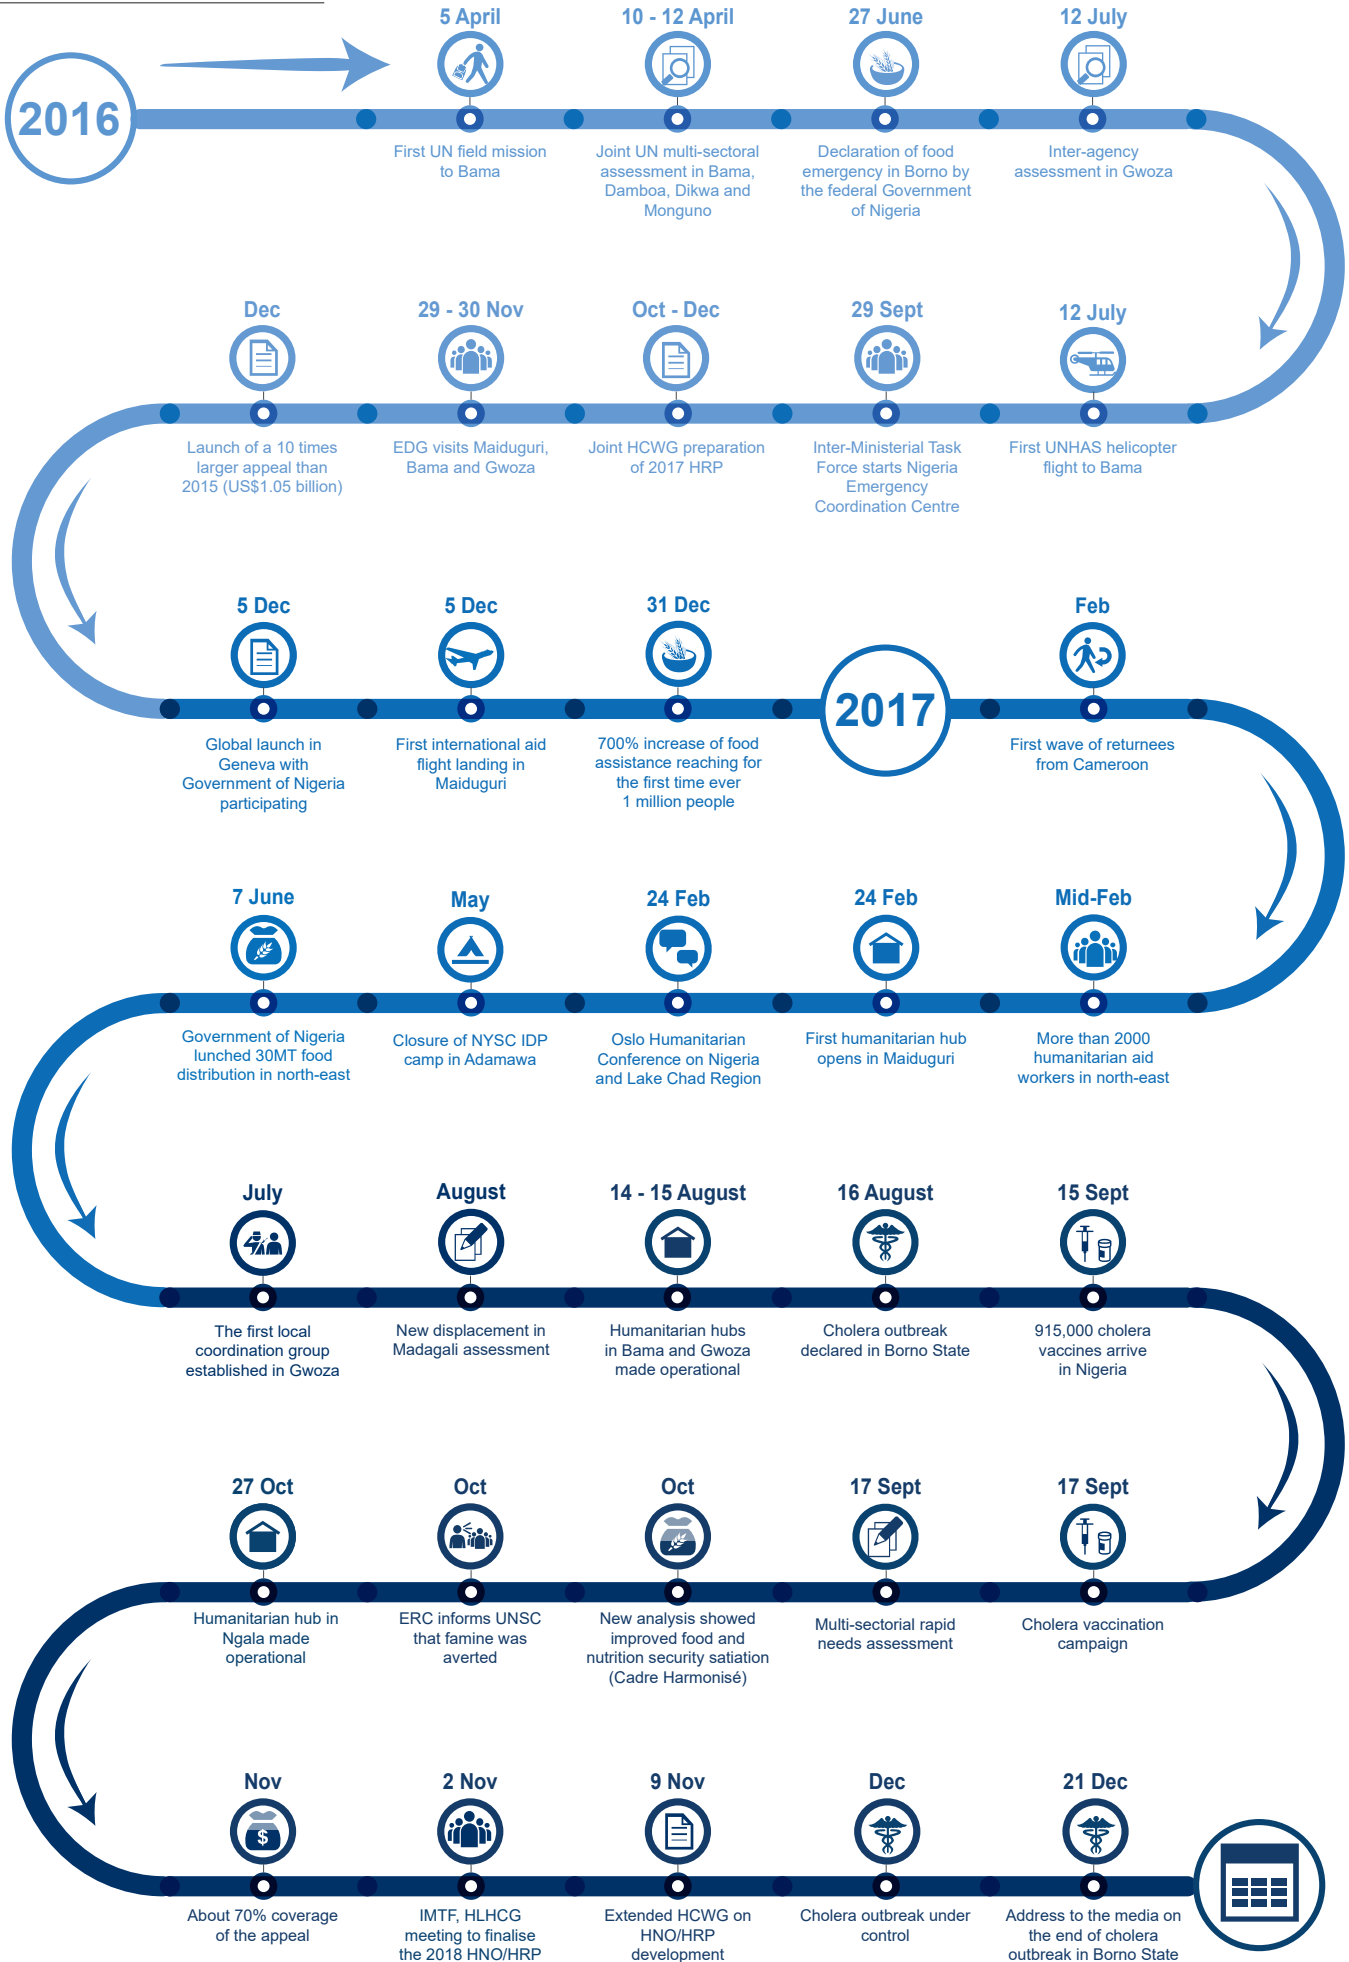 2016
5 April
First UN field mission
to Bama
10 - 12 April
Joint UN multi-sectoral
assessment in Bama,
Damboa, Dikwa and
Monguno
27 June
Declaration of food
emergency in Borno by
the federal Government
of Nigeria
12 July
Inter-agency
assessment in Gwoza
12 July
First UNHAS helicopter
flight to Bama
29 Sept
Inter-Ministerial Task
Force starts Nigeria
Emergency
Coordination Centre
Oct - Dec
Joint HCWG preparation
of 2017 HRP
29 - 30 Nov
EDG visits Maiduguri,
Bama and Gwoza
Dec
Launch of a 10 times
larger appeal than
2015 (US$1.05 billion)
5 Dec
Global launch in
Geneva with
Government of Nigeria
participating
5 Dec
First international aid
flight landing in
Maiduguri
31 Dec
700% increase of food
assistance reaching for
the first time ever
1 million people
2017
Feb
First wave of returnees
from Cameroon
Mid-Feb
More than 2000
humanitarian aid
workers in north-east
24 Feb
First humanitarian hub
opens in Maiduguri
24 Feb
Oslo Humanitarian
Conference on Nigeria
and Lake Chad Region
May
Closure of NYSC IDP
camp in Adamawa
7 June
Government of Nigeria
lunched 30MT food
distribution in north-east
July
The first local
coordination group
established in Gwoza
August
New displacement in
Madagali assessment
14 - 15 August
Humanitarian hubs
in Bama and Gwoza
made operational
16 August
Cholera outbreak
declared in Borno State
15 Sept
915,000 cholera
vaccines arrive
in Nigeria
17 Sept
Cholera vaccination
campaign
17 Sept
Multi-sectorial rapid
needs assessment
Oct
New analysis showed
improved food and
nutrition security satiation
(Cadre Harmonisé)
Oct
ERC informs UNSC
that famine was
averted
27 Oct
Humanitarian hub in
Ngala made
operational
Nov
$
About 70% coverage
of the appeal
2 Nov
IMTF, HLHCG
meeting to finalise
the 2018 HNO/HRP
9 Nov
Extended HCWG on
HNO/HRP
development
Dec
Cholera outbreak under
control
21 Dec
Address to the media on
the end of cholera
outbreak in Borno State